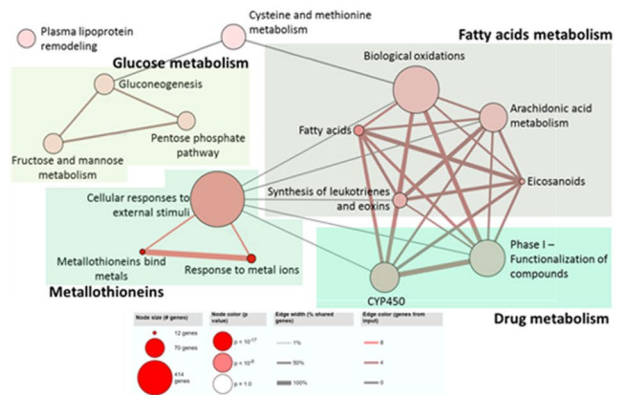 Cysteine and methionine
metabolism
Plasma lipoprotein
remodeling
Fatty acids metabolism
Glucose metabolism
Biological oxidations
Gluconeogenesis
Arachidonic acid
metabolism
Fatty acids
Pentose phosphate
pathway
Fructose and mannose
metabolism
Eicosanoids
Cellular responses to
external stimuli
Synthesis of leukotrienes
and eoxins
Phase I –
Functionalization of
compounds
Metallothioneins bind
metals
Response to metal ions
CYP450
Metallothioneins
Drug metabolism
Node size (# genes)
12 genes
70 genes
414
genes
Node color (p
value)
p < 10-17
p < 10-8
p > 1.0
Edge width (% shared
genes)
1%
50%
100%
Edge color (genes from
input)
8
4
0